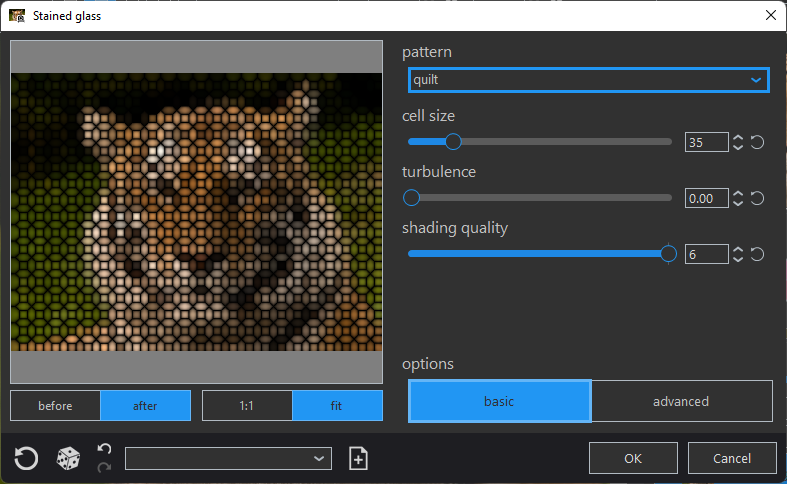 Stained glass
pattern
quilt
cell size
35
turbulence
0.00
shading quality
6
options
basic advanced
before after 1:1 fit
OK Cancel